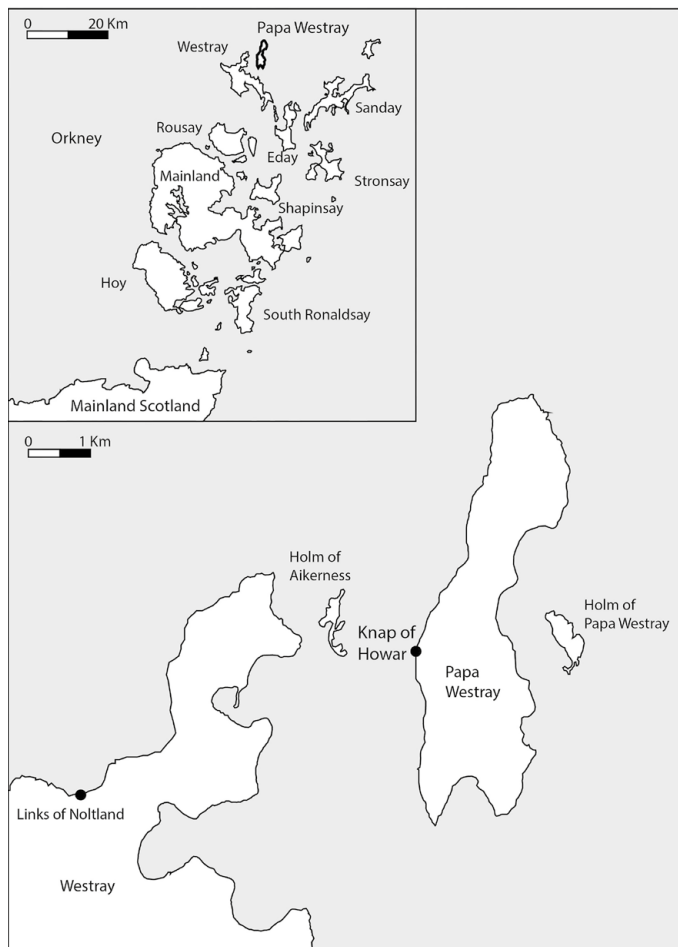 0 20 Km
Papa Westray
Westray
Sanday
Orkney
Rousay
Eday
Mainland
Stronsay
Shapinsay
Hoy
South Ronaldsay
Mainland Scotland
0 1 Km
Holm of
Aikerness
Holm of
Papa Westray
Knap of
Howar
Papa
Westray
Links of Noltland
Westray